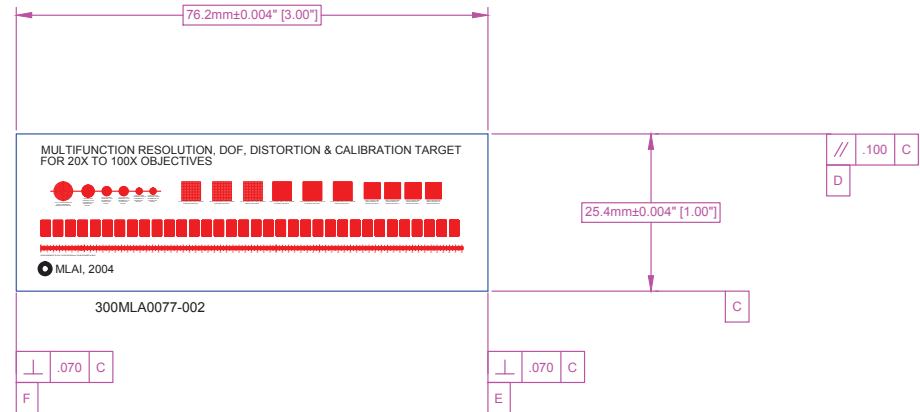 76.2mm±0.004" [3.00"]
MULTIFUNCTION RESOLUTION, DOF, DISTORTION & CALIBRATION TARGET
FOR 20X TO 100X OBJECTIVES
// .100 C
D
25.4mm±0.004" [1.00"]
MLAI, 2004
300MLA0077-002
C
⊥ .070 C
F
⊥ .070 C
E